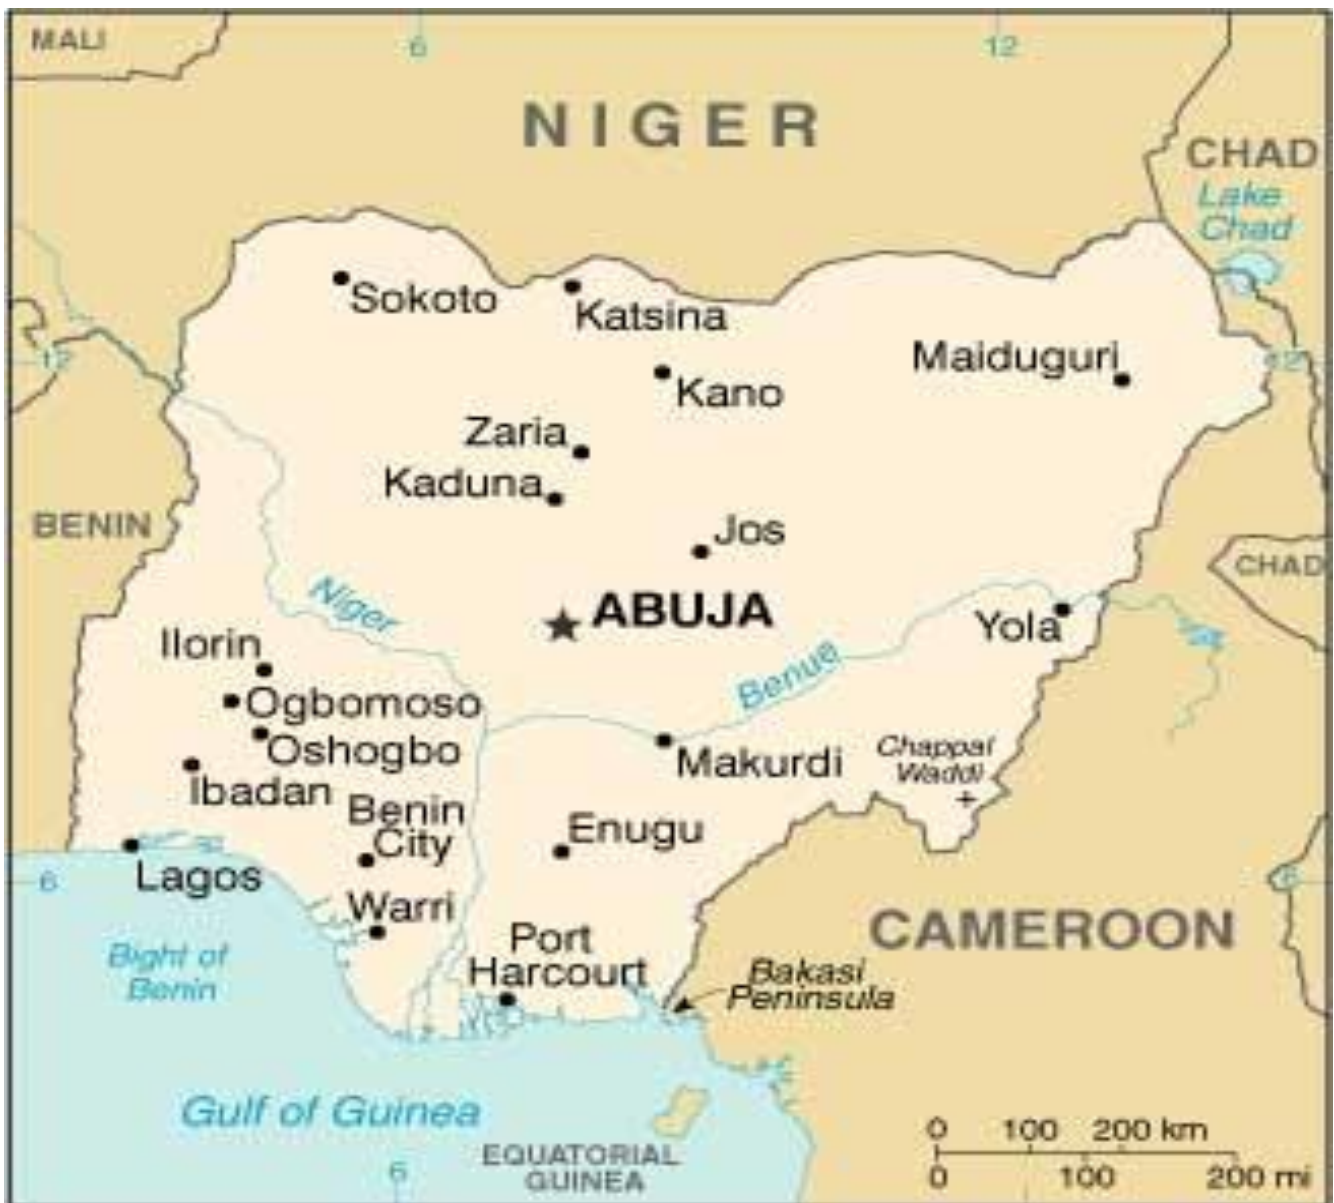 MALI
6
12
NIGER
CHAD
Lake
Chad
Sokoto
Katsina
Maiduguri
12
12
Kano
Zaria
Kaduna
BENIN
Jos
CHAD
Niger
ABUJA
Yola
Ilorin
Benue
Ogbomoso
Oshogbo
Makurdi
Chappal
Waddi
Ibadan
Benin
City
Enugu
Lagos
6
6
Warri
CAMEROON
Port
Harcourt
Bight of
Benin
Bakasi
Peninsula
Gulf of Guinea
EQUATORIAL
GUINEA
6
0 100 200 km
0 100 200 mi